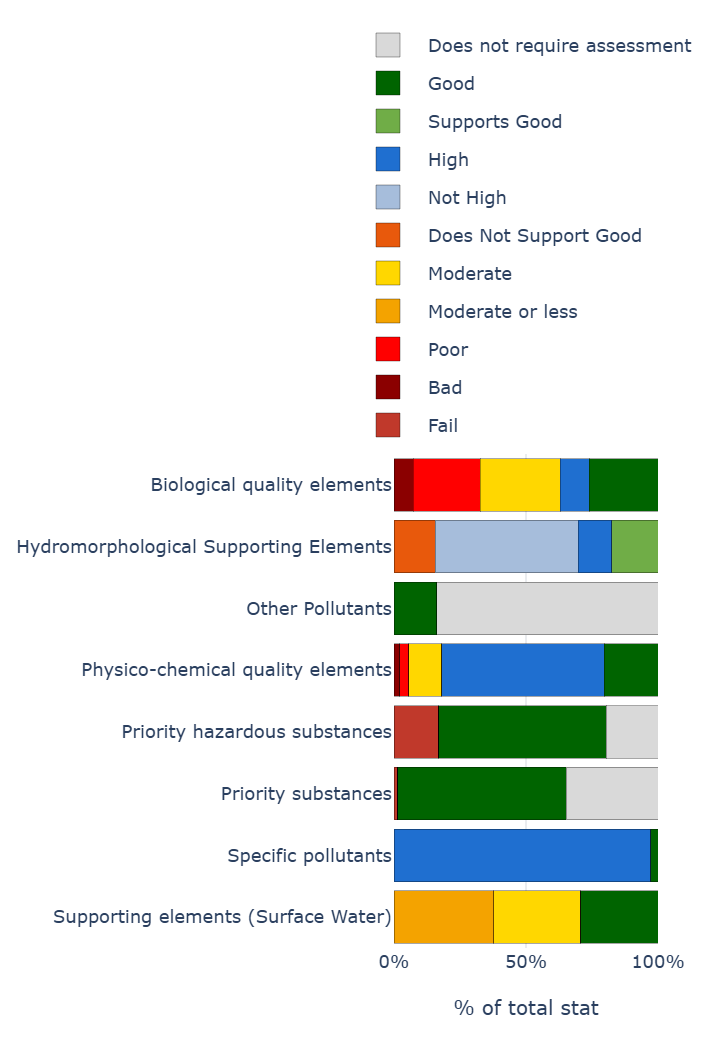 Does not require assessment
Good
Supports Good
High
Not High
Does Not Support Good
Moderate
Moderate or less
Poor
Bad
Fail
Biological quality elements
Hydromorphological Supporting Elements
Other Pollutants
Physico-chemical quality elements
Priority hazardous substances
Priority substances
Specific pollutants
Supporting elements (Surface Water)
0% 50% 100%
% of total stat